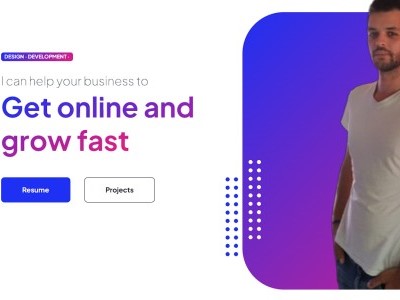 DESIGN · DEVELOPMENT ·
I can help your business to
Get online and
grow fast
Resume
Projects